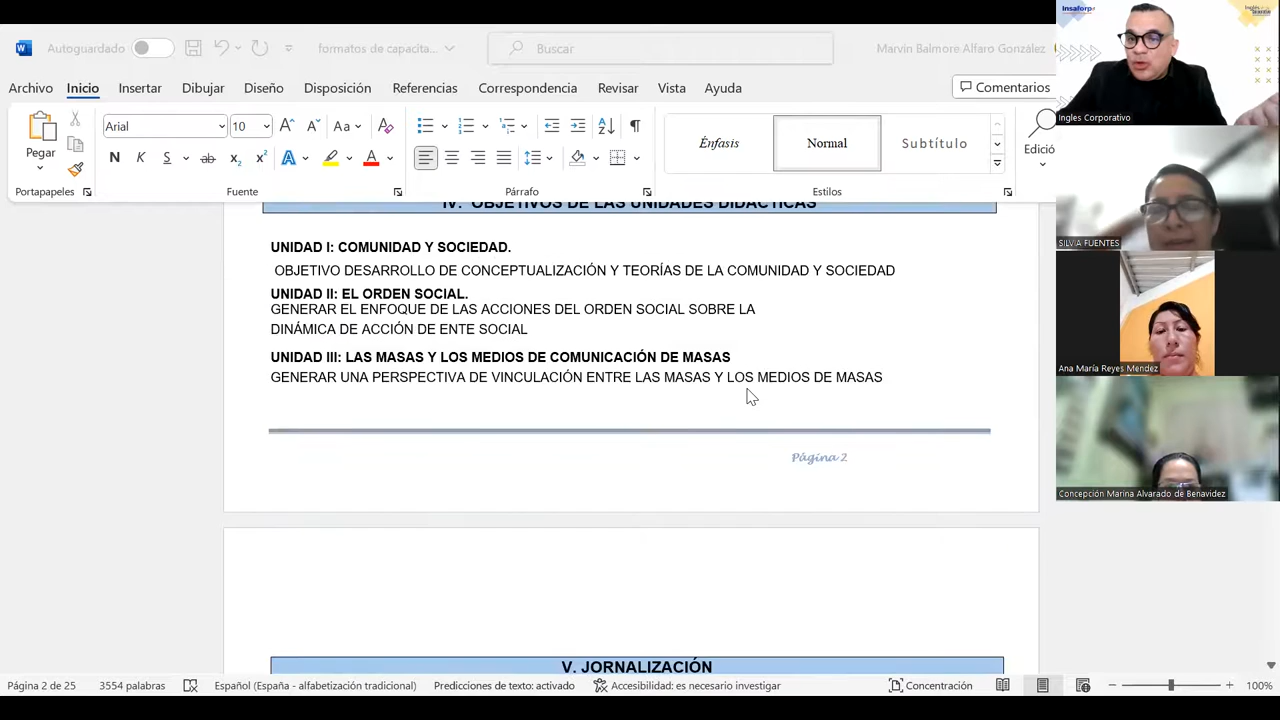 Autoguardado
formatos de capacita...
Buscar
Marvin Balmore Alfaro González
Archivo Inicio Insertar Dibujar Diseño Disposición Referencias Correspondencia Revisar Vista Ayuda
Comentarios
Pegar
Arial
10
Aa
N K S ab x₂ x² A A
Énfasis
Normal
Subtítulo
Edició
Portapapeles
Fuente
Párrafo
Estilos
IV. OBJETIVOS DE LAS UNIDADES DIDÁCTICAS
UNIDAD I: COMUNIDAD Y SOCIEDAD.
OBJETIVO DESARROLLO DE CONCEPTUALIZACIÓN Y TEORÍAS DE LA COMUNIDAD Y SOCIEDAD
UNIDAD II: EL ORDEN SOCIAL.
GENERAR EL ENFOQUE DE LAS ACCIONES DEL ORDEN SOCIAL SOBRE LA
DINÁMICA DE ACCIÓN DE ENTE SOCIAL
UNIDAD III: LAS MASAS Y LOS MEDIOS DE COMUNICACIÓN DE MASAS
GENERAR UNA PERSPECTIVA DE VINCULACIÓN ENTRE LAS MASAS Y LOS MEDIOS DE MASAS
Página 2
V. JORNALIZACIÓN
Página 2 de 25
3554 palabras
Español (España - alfabetización tradicional)
Predicciones de texto: activado
Accesibilidad: es necesario investigar
Concentración
100%
Insaforp
Ingles Corporativo
SILVIA FUENTES
Ana María Reyes Mendez
Concepción Marina Alvarado de Benavidez